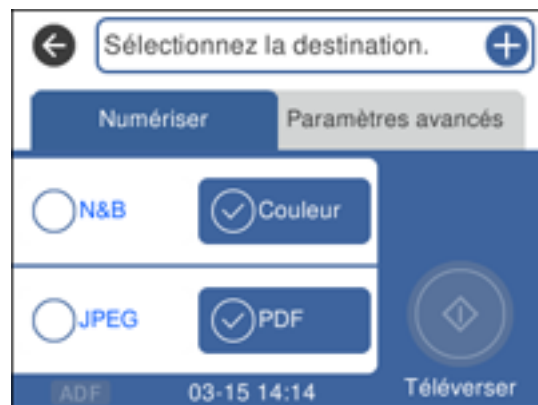 Sélectionnez la destination.
Numériser Paramètres avancés
N&B Couleur
JPEG PDF
ADF 03-15 14:14 Téléverser